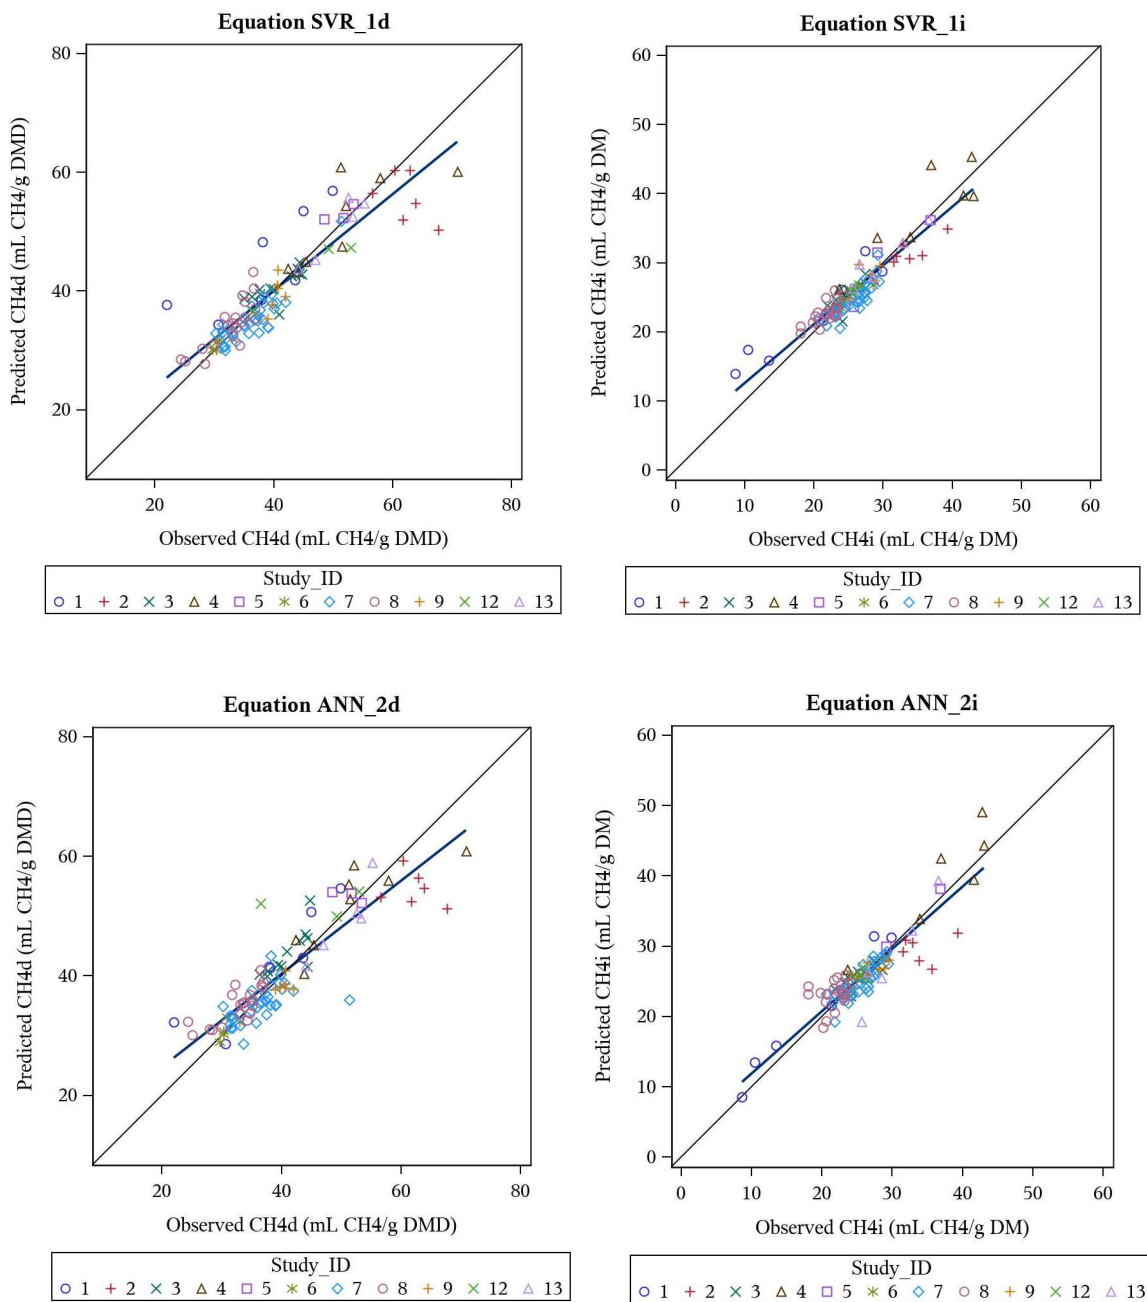 Equation SVR_1d
80
60
40
20
Predicted CH4d (mL CH4/g DMD)
20 40 60 80
Observed CH4d (mL CH4/g DMD)
Study_ID
1 2 3 4 5 6 7 8 9 12 13
Equation SVR_1i
60
50
40
30
20
10
0
Predicted CH4i (mL CH4/g DM)
0 10 20 30 40 50 60
Observed CH4i (mL CH4/g DM)
Study_ID
1 2 3 4 5 6 7 8 9 12 13
Equation ANN_2d
80
60
40
20
Predicted CH4d (mL CH4/g DMD)
20 40 60 80
Observed CH4d (mL CH4/g DMD)
Study_ID
1 2 3 4 5 6 7 8 9 12 13
Equation ANN_2i
60
50
40
30
20
10
0
Predicted CH4i (mL CH4/g DM)
0 10 20 30 40 50 60
Observed CH4i (mL CH4/g DM)
Study_ID
1 2 3 4 5 6 7 8 9 12 13